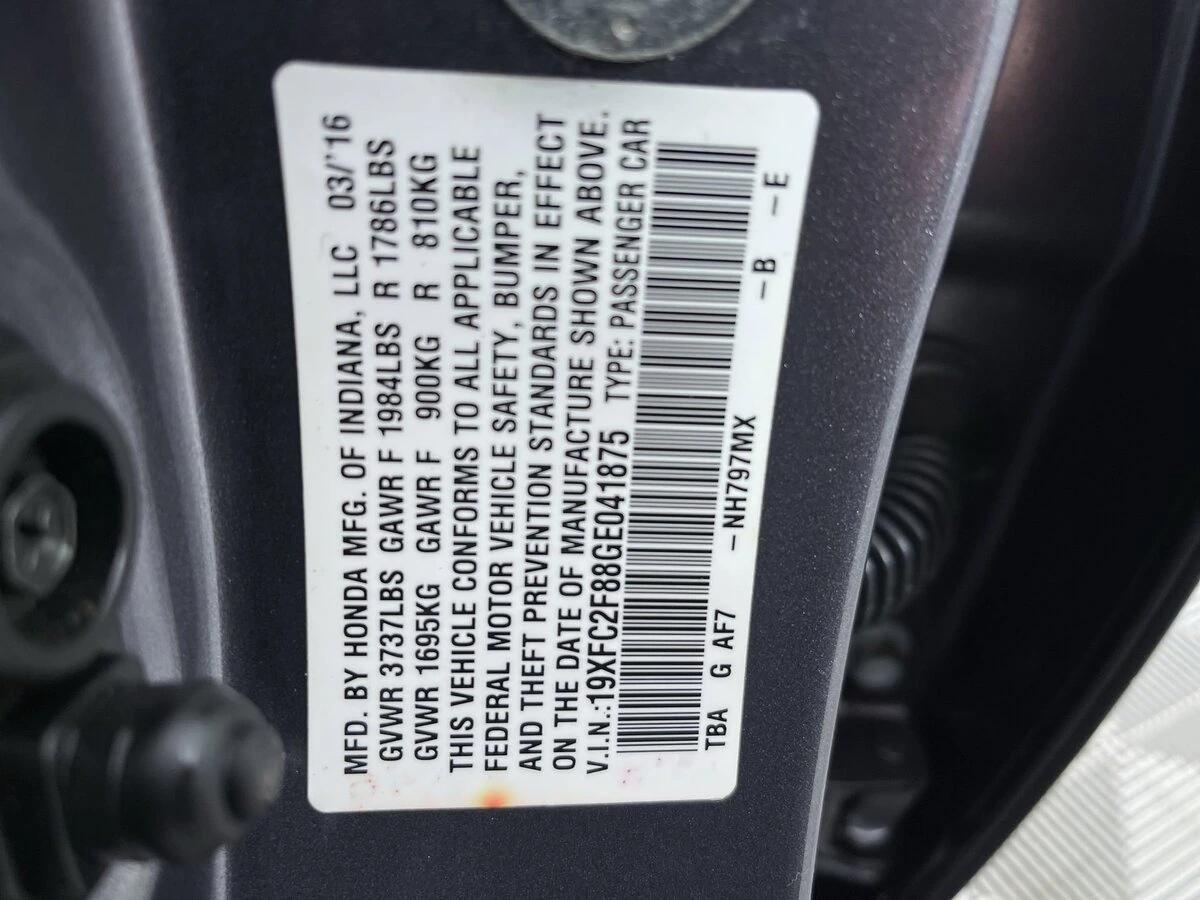 MFD. BY HONDA MFG. OF INDIANA, LLC 03/'16
GVWR 3737LBS GAWR F 1984LBS R 1786LBS
GVWR 1695KG GAWR F 900KG R 810KG
THIS VEHICLE CONFORMS TO ALL APPLICABLE
FEDERAL MOTOR VEHICLE SAFETY, BUMPER,
AND THEFT PREVENTION STANDARDS IN EFFECT
ON THE DATE OF MANUFACTURE SHOWN ABOVE.
V.I.N.:19XFC2F88GE041875 TYPE: PASSENGER CAR
TBA G AF7 –NH797MX –B –E